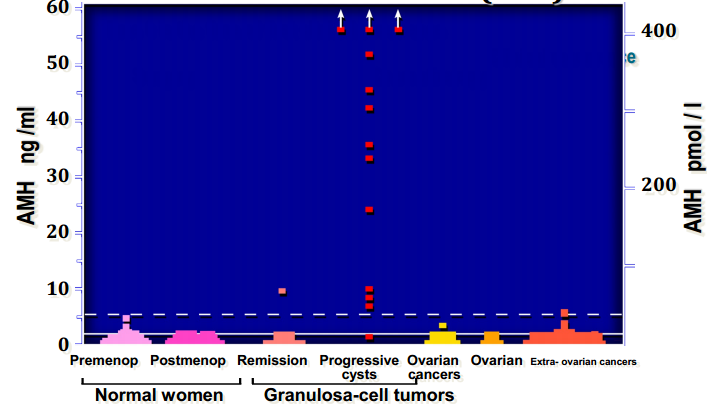 60
50
40
30
20
10
0
AMH ng /ml
400
200
AMH pmol / l
Premenop Postmenop Remission Progressive Ovarian Ovarian Extra- ovarian cancers
cysts cancers
Normal women Granulosa-cell tumors